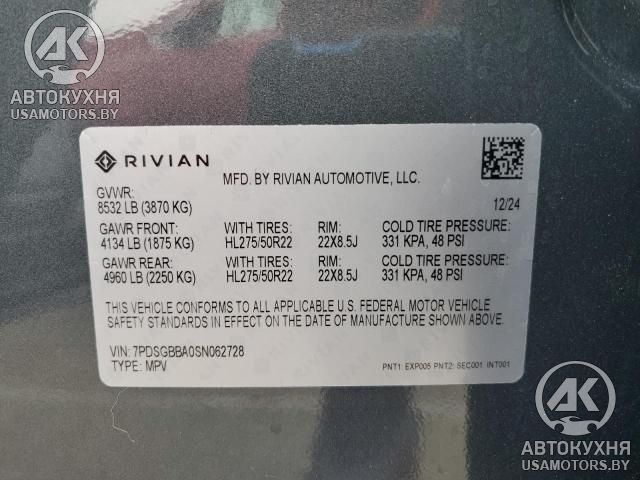 АВТОКУХНЯ
USAMOTORS.BY
АВТОКУХНЯ
USAMOTORS.BY
RIVIAN
MFD. BY RIVIAN AUTOMOTIVE, LLC.
GVWR:
8532 LB (3870 KG)
12/24
GAWR FRONT: WITH TIRES: RIM: COLD TIRE PRESSURE:
4134 LB (1875 KG) HL275/50R22 22X8.5J 331 KPA, 48 PSI
GAWR REAR: WITH TIRES: RIM: COLD TIRE PRESSURE:
4960 LB (2250 KG) HL275/50R22 22X8.5J 331 KPA, 48 PSI
THIS VEHICLE CONFORMS TO ALL APPLICABLE U.S. FEDERAL MOTOR VEHICLE
SAFETY STANDARDS IN EFFECT ON THE DATE OF MANUFACTURE SHOWN ABOVE.
VIN: 7PDSGBBA0SN062728
TYPE: MPV
PNT1: EXP005 PNT2: SEC001 INT001
АВТОКУХНЯ
USAMOTORS.BY